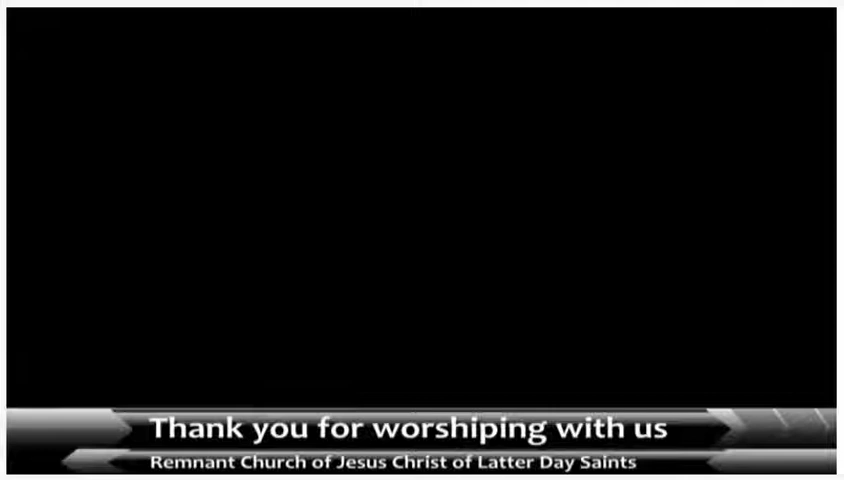 Thank you for worshiping with us
Remnant Church of Jesus Christ of Latter Day Saints